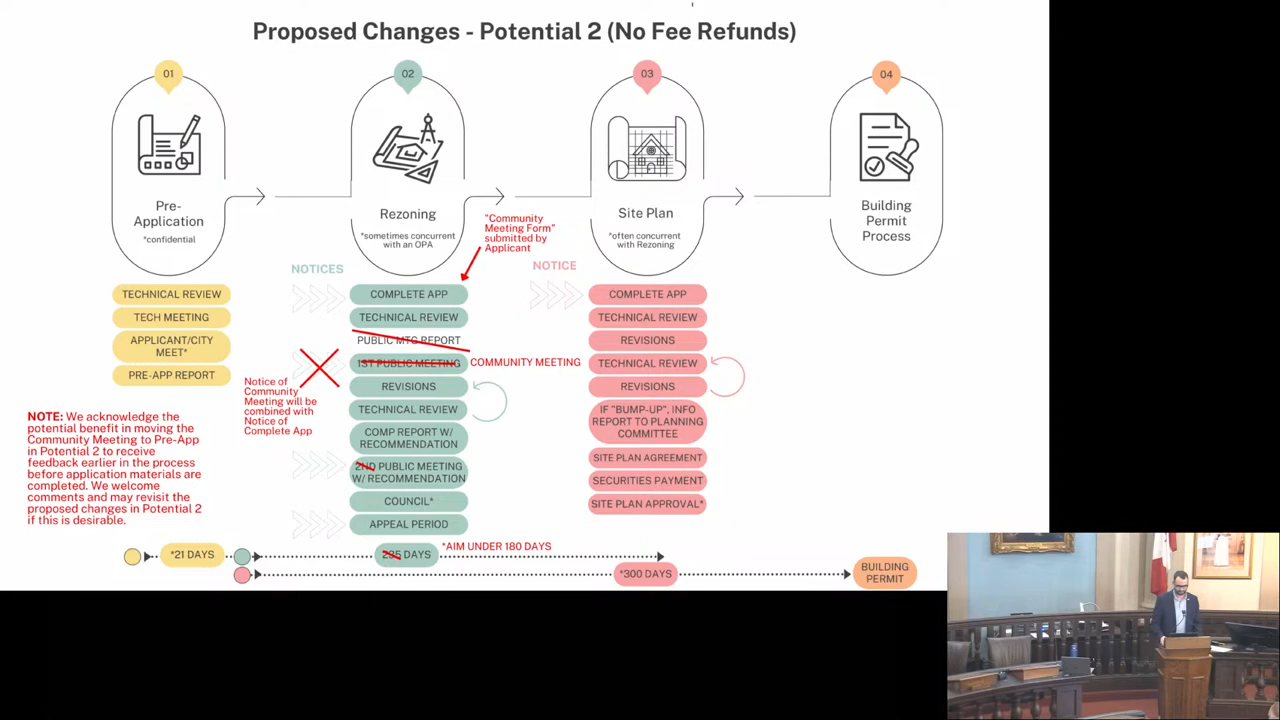 Proposed Changes - Potential 2 (No Fee Refunds)
01
02
03
04
Pre-
Application
*confidential
Rezoning
*sometimes concurrent
with an OPA
Site Plan
*often concurrent
with Rezoning
Building
Permit
Process
"Community
Meeting Form"
submitted by
Applicant
TECHNICAL REVIEW
TECH MEETING
APPLICANT/CITY
MEET*
PRE-APP REPORT
NOTICES
COMPLETE APP
TECHNICAL REVIEW
PUBLIC MTG REPORT
1ST PUBLIC MEETING
COMMUNITY MEETING
REVISIONS
TECHNICAL REVIEW
COMP REPORT W/
RECOMMENDATION
2ND PUBLIC MEETING
W/ RECOMMENDATION
COUNCIL*
APPEAL PERIOD
Notice of
Community
Meeting will be
combined with
Notice of
Complete App
NOTICE
COMPLETE APP
TECHNICAL REVIEW
REVISIONS
TECHNICAL REVIEW
REVISIONS
IF "BUMP-UP", INFO
REPORT TO PLANNING
COMMITTEE
SITE PLAN AGREEMENT
SECURITIES PAYMENT
SITE PLAN APPROVAL*
NOTE: We acknowledge the
potential benefit in moving the
Community Meeting to Pre-App
in Potential 2 to receive
feedback earlier in the process
before application materials are
completed. We welcome
comments and may revisit the
proposed changes in Potential 2
if this is desirable.
*21 DAYS
DAYS
*AIM UNDER 180 DAYS
*300 DAYS
BUILDING
PERMIT